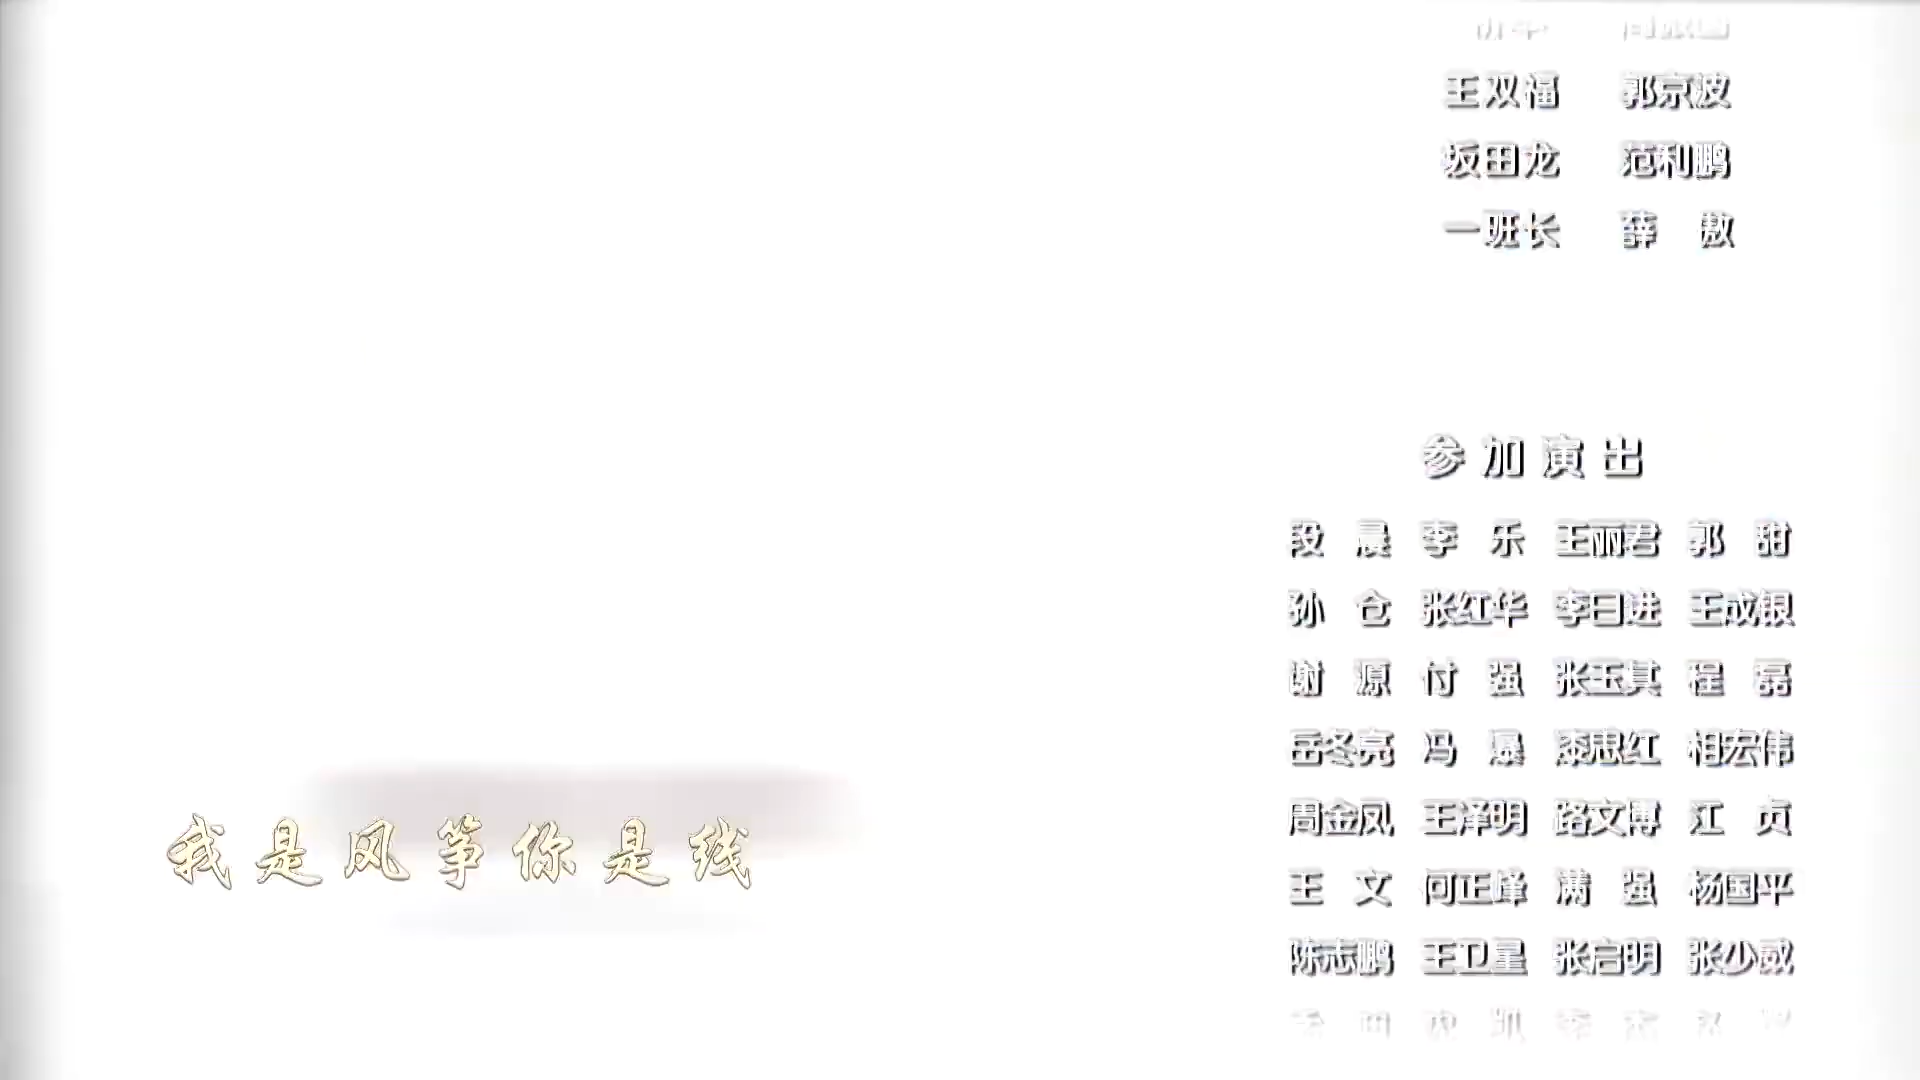 王双福 郭京波
坂田龙 范利鹏
一班长 薛 敖
参加演出
段 晨 李 乐 王丽君 郭 甜
孙 仓 张红华 李日进 王成银
谢 源 付 强 张玉其 程 磊
岳冬亮 冯 爆 漆思红 相宏伟
周金凤 王泽明 路文博 江 贞
王 文 何正峰 满 强 杨国平
陈志鹏 王卫星 张启明 张少威
我是风筝你是线